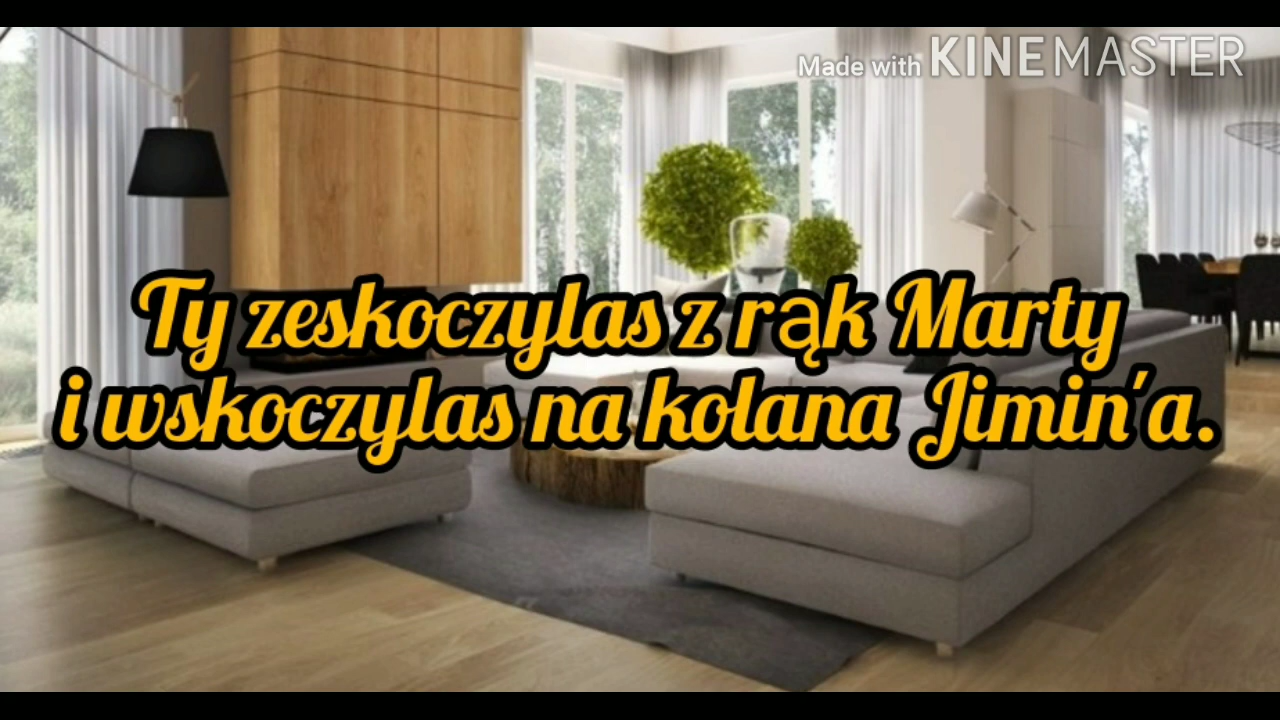 Made with KINEMASTER
Ty zeskoczylas z rąk Marty
i wskoczylas na kolana Jimin'a.